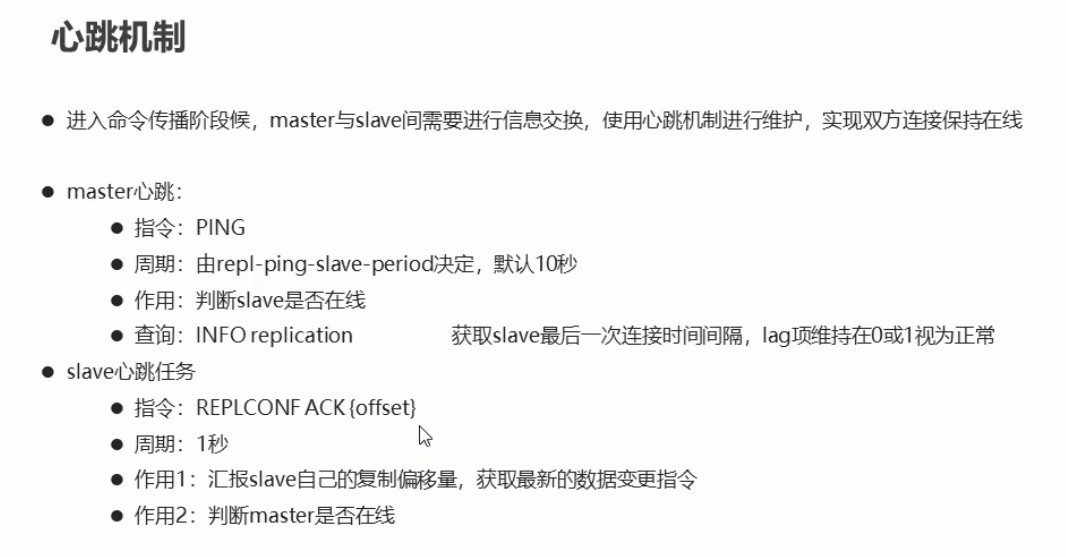 心跳机制
● 进入命令传播阶段候，master与slave间需要进行信息交换，使用心跳机制进行维护，实现双方连接保持在线
● master心跳：
● 指令：PING
● 周期：由repl-ping-slave-period决定，默认10秒
● 作用：判断slave是否在线
● 查询：INFO replication 获取slave最后一次连接时间间隔，lag项维持在0或1视为正常
● slave心跳任务
● 指令：REPLCONF ACK {offset}
● 周期：1秒
● 作用1：汇报slave自己的复制偏移量，获取最新的数据变更指令
● 作用2：判断master是否在线